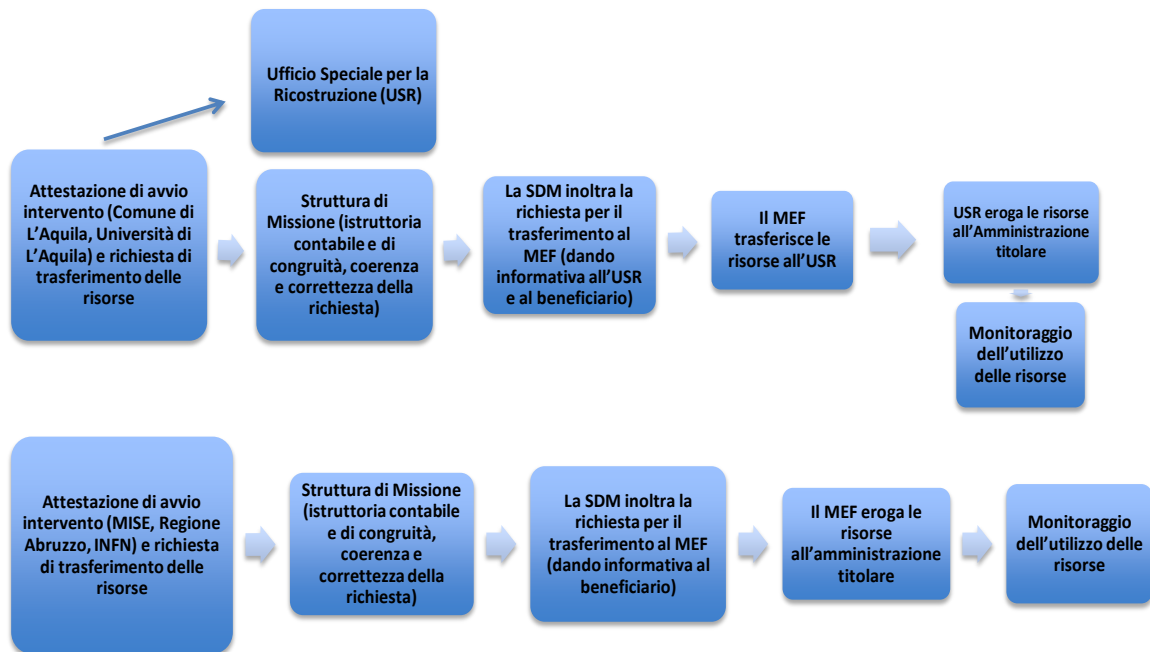 Ufficio Speciale per la
Ricostruzione (USR)
Attestazione di avvio
intervento (Comune di
L’Aquila, Università di
L’Aquila) e richiesta di
trasferimento delle
risorse
Struttura di
Missione (istruttoria
contabile e di
congruità, coerenza
e correttezza della
richiesta)
La SDM inoltra la
richiesta per il
trasferimento al
MEF (dando
informativa all’USR
e al beneficiario)
Il MEF
trasferisce le
risorse all’USR
USR eroga le risorse
all’Amministrazione
titolare
Monitoraggio
dell’utilizzo
delle risorse
Attestazione di avvio
intervento (MISE, Regione
Abruzzo, INFN) e richiesta
di trasferimento delle
risorse
Struttura di Missione
(istruttoria contabile
e di congruità,
coerenza e
correttezza della
richiesta)
La SDM inoltra la
richiesta per il
trasferimento al MEF
(dando informativa al
beneficiario)
Il MEF eroga le
risorse
all’amministrazione
titolare
Monitoraggio
dell’utilizzo delle
risorse